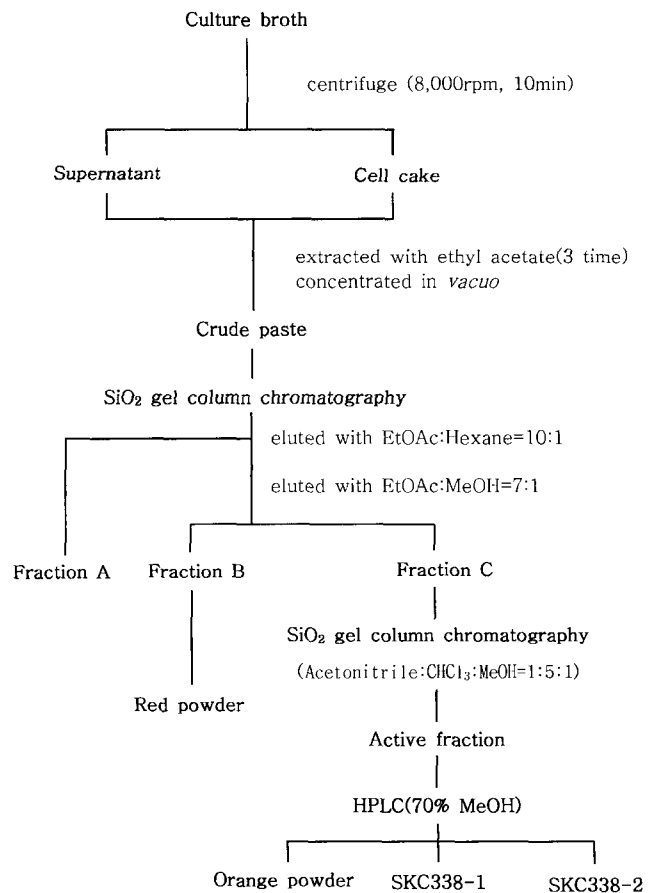 Culture broth
centrifuge (8,000rpm, 10min)
Supernatant
Cell cake
extracted with ethyl acetate(3 time)
concentrated in vacuo
Crude paste
SiO₂ gel column chromatography
eluted with EtOAc:Hexane=10:1
eluted with EtOAc:MeOH=7:1
Fraction A
Fraction B
Fraction C
SiO₂ gel column chromatography
(Acetonitrile:CHCl₃:MeOH=1:5:1)
Red powder
Active fraction
HPLC(70% MeOH)
Orange powder
SKC338-1
SKC338-2